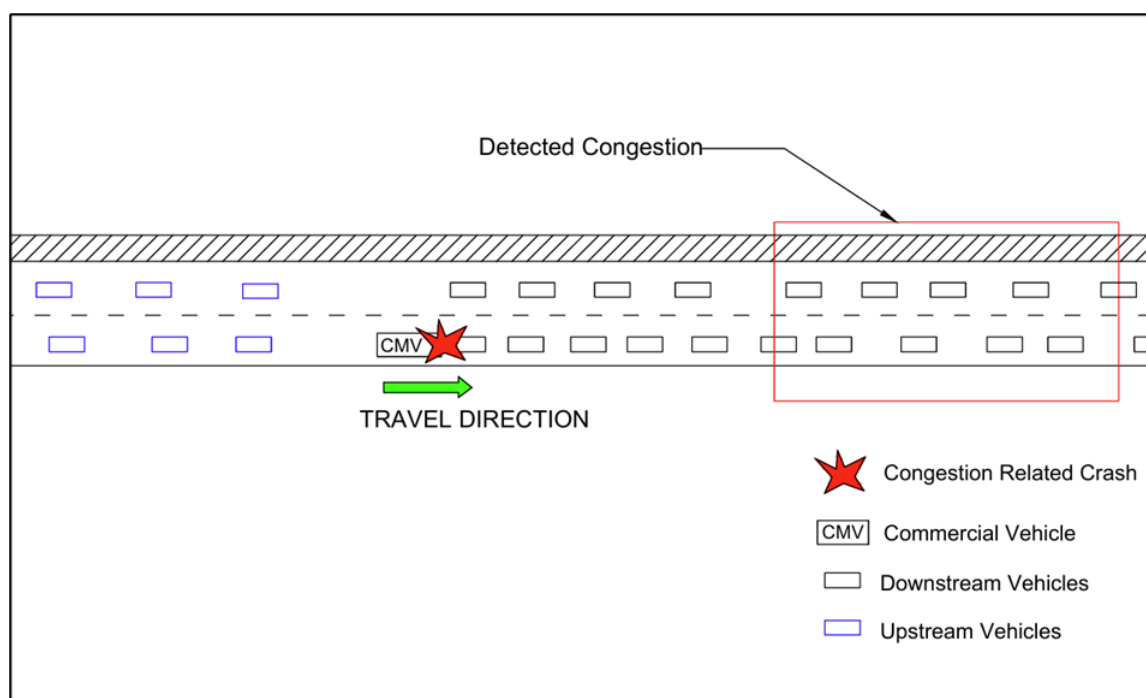 Detected Congestion
CMV
TRAVEL DIRECTION
Congestion Related Crash
CMV Commercial Vehicle
Downstream Vehicles
Upstream Vehicles